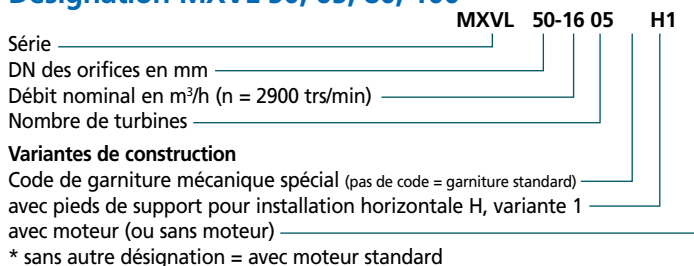 Désignation MXVL 50, 65, 80, 100
MXVL 50-16 05 H1
Série
DN des orifices en mm
Débit nominal en m³/h (n = 2900 trs/min)
Nombre de turbines
Variantes de construction
Code de garniture mécanique spécial (pas de code = garniture standard)
avec pieds de support pour installation horizontale H, variante 1
avec moteur (ou sans moteur)
* sans autre désignation = avec moteur standard